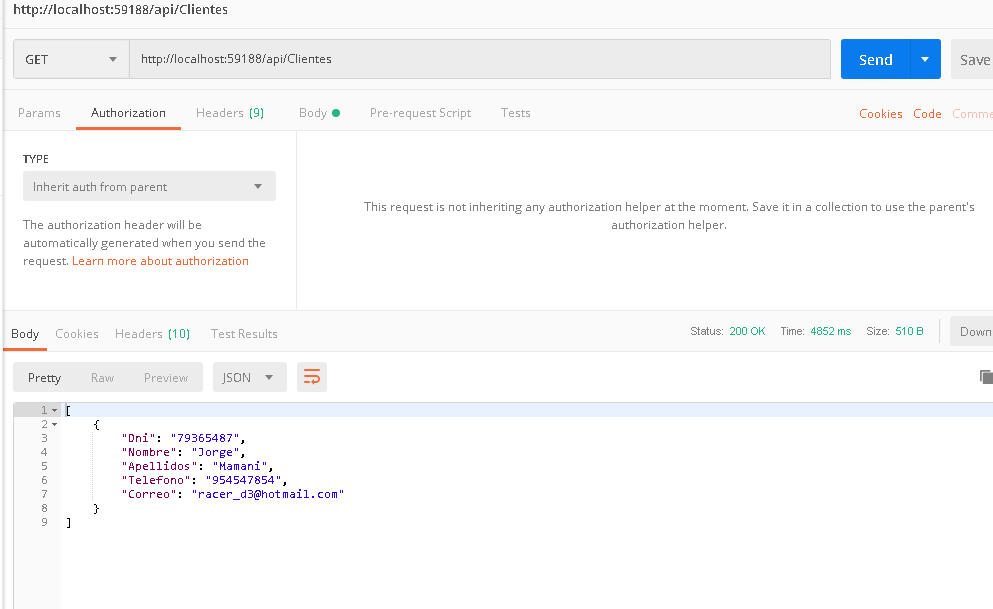 http://localhost:59188/api/Clientes
GET http://localhost:59188/api/Clientes Send Save
Params Authorization Headers (9) Body Pre-request Script Tests Cookies Code Comme
TYPE
Inherit auth from parent
The authorization header will be
automatically generated when you send the
request. Learn more about authorization
This request is not inheriting any authorization helper at the moment. Save it in a collection to use the parent's
authorization helper.
Body Cookies Headers (10) Test Results Status: 200 OK Time: 4852 ms Size: 510 B Down
Pretty Raw Preview JSON
1 [
2 {
3 "Dni": "79365487",
4 "Nombre": "Jorge",
5 "Apellidos": "Mamani",
6 "Telefono": "954547854",
7 "Correo": "racer_d3@hotmail.com"
8 }
9 ]